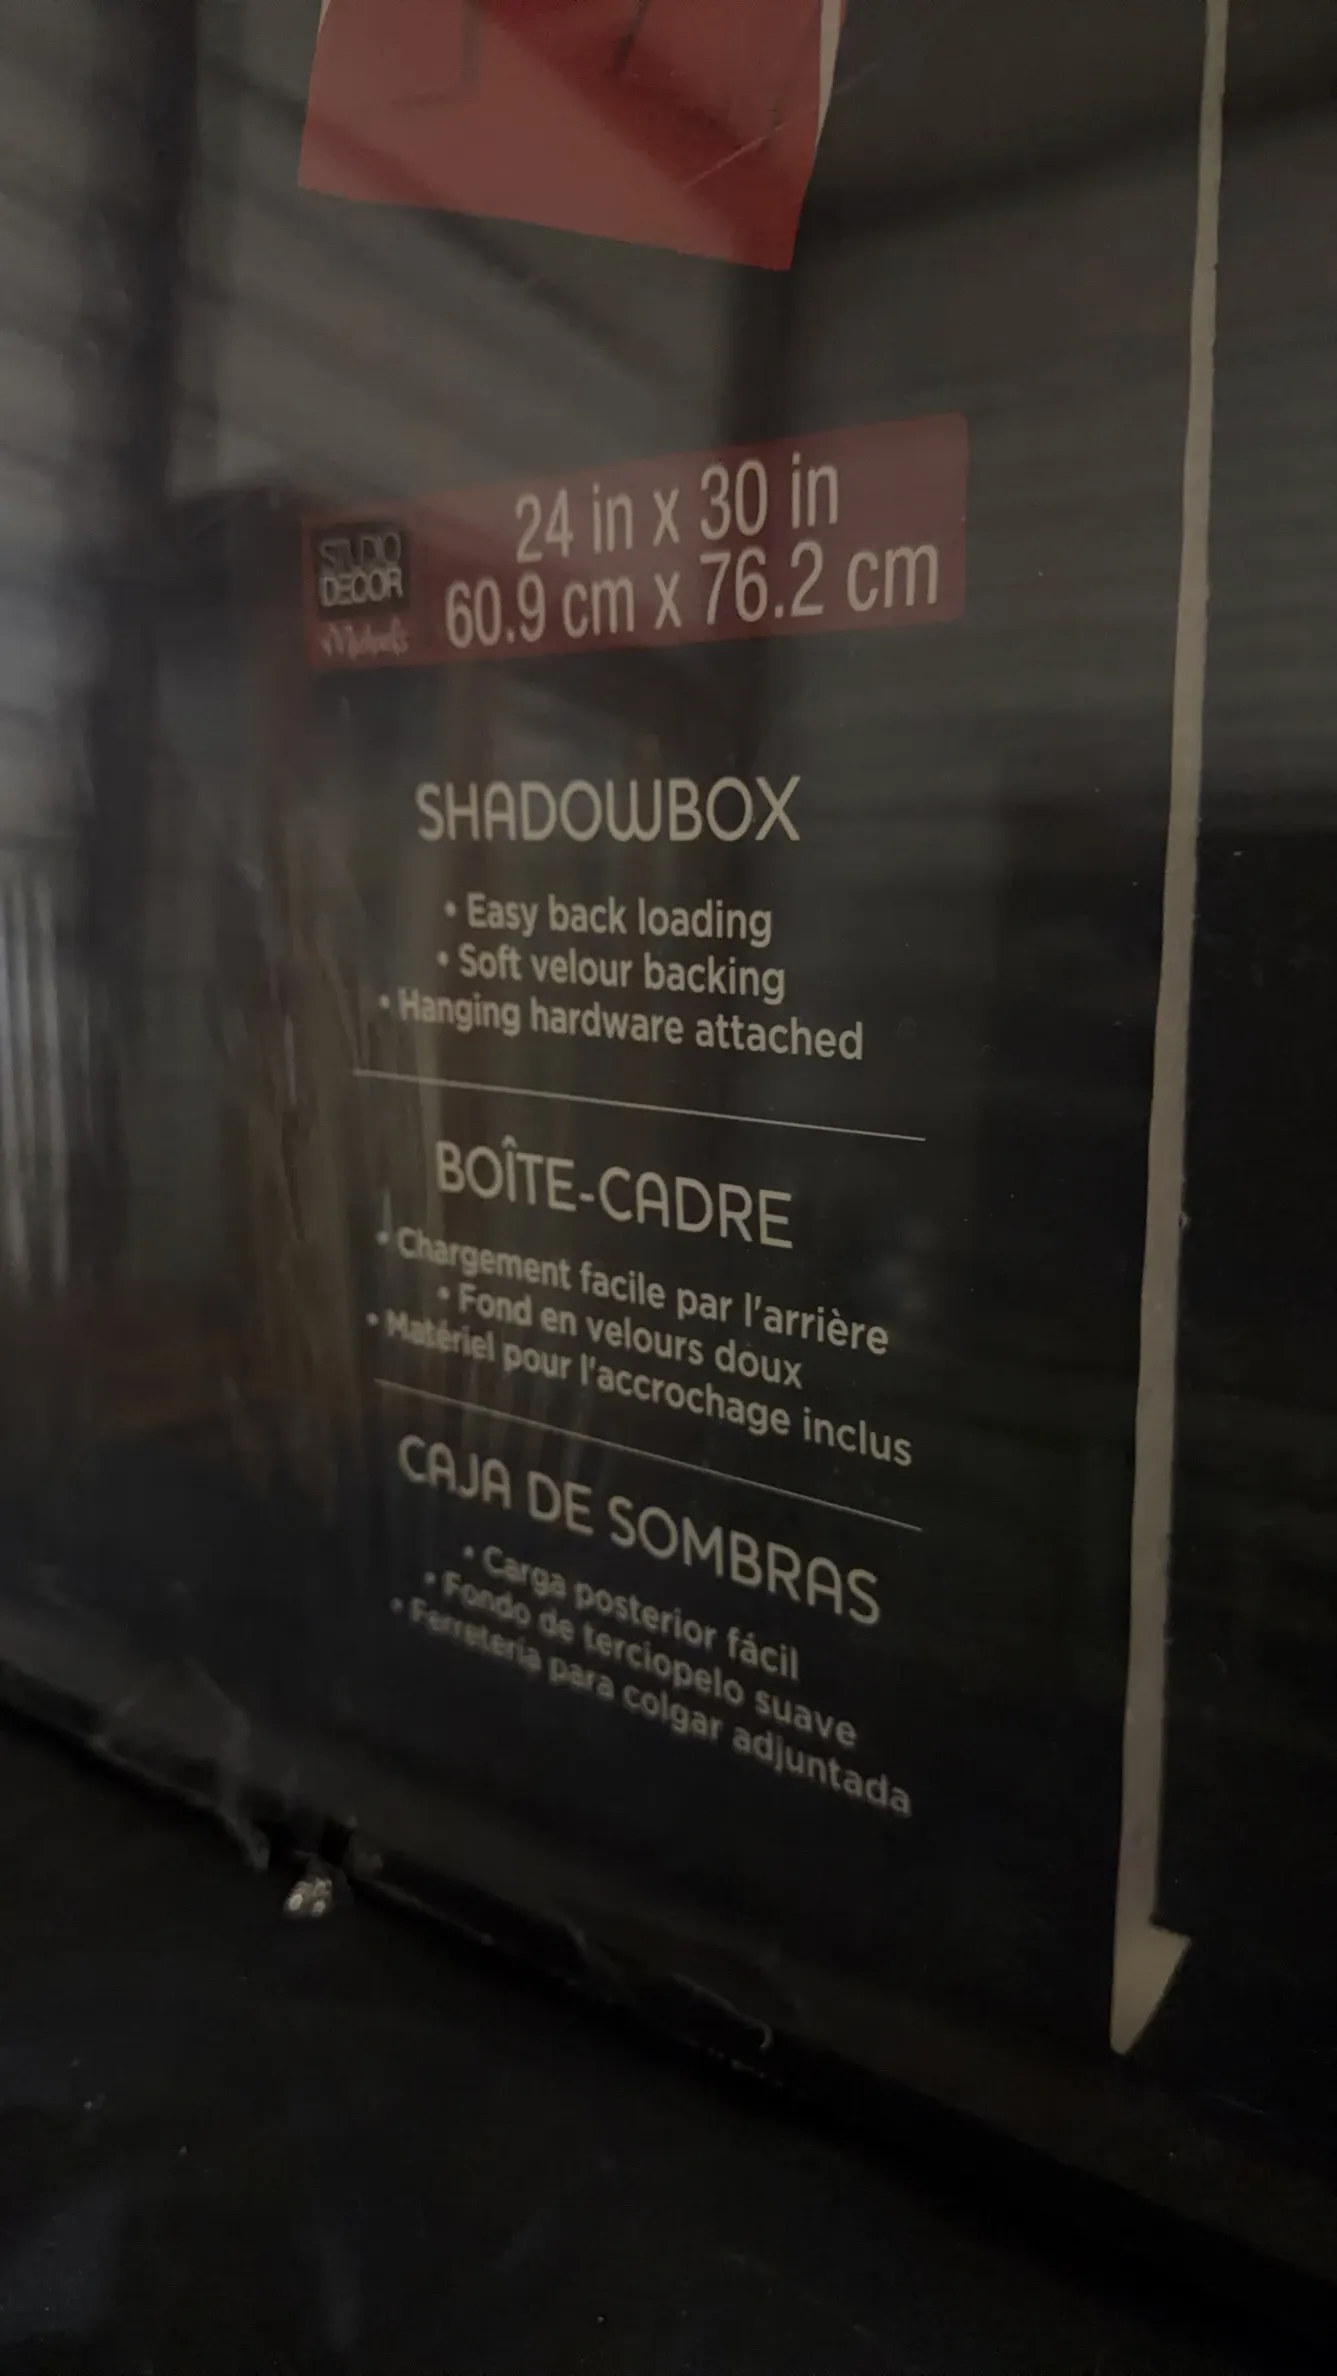 24 in x 30 in
60.9 cm x 76.2 cm
STUDIO
DECOR
Michaels
SHADOWBOX
• Easy back loading
• Soft velour backing
• Hanging hardware attached
BOÎTE-CADRE
• Chargement facile par l'arrière
• Fond en velours doux
• Matériel pour l'accrochage inclus
CAJA DE SOMBRAS
• Carga posterior fácil
• Fondo de terciopelo suave
• Ferretería para colgar adjuntada